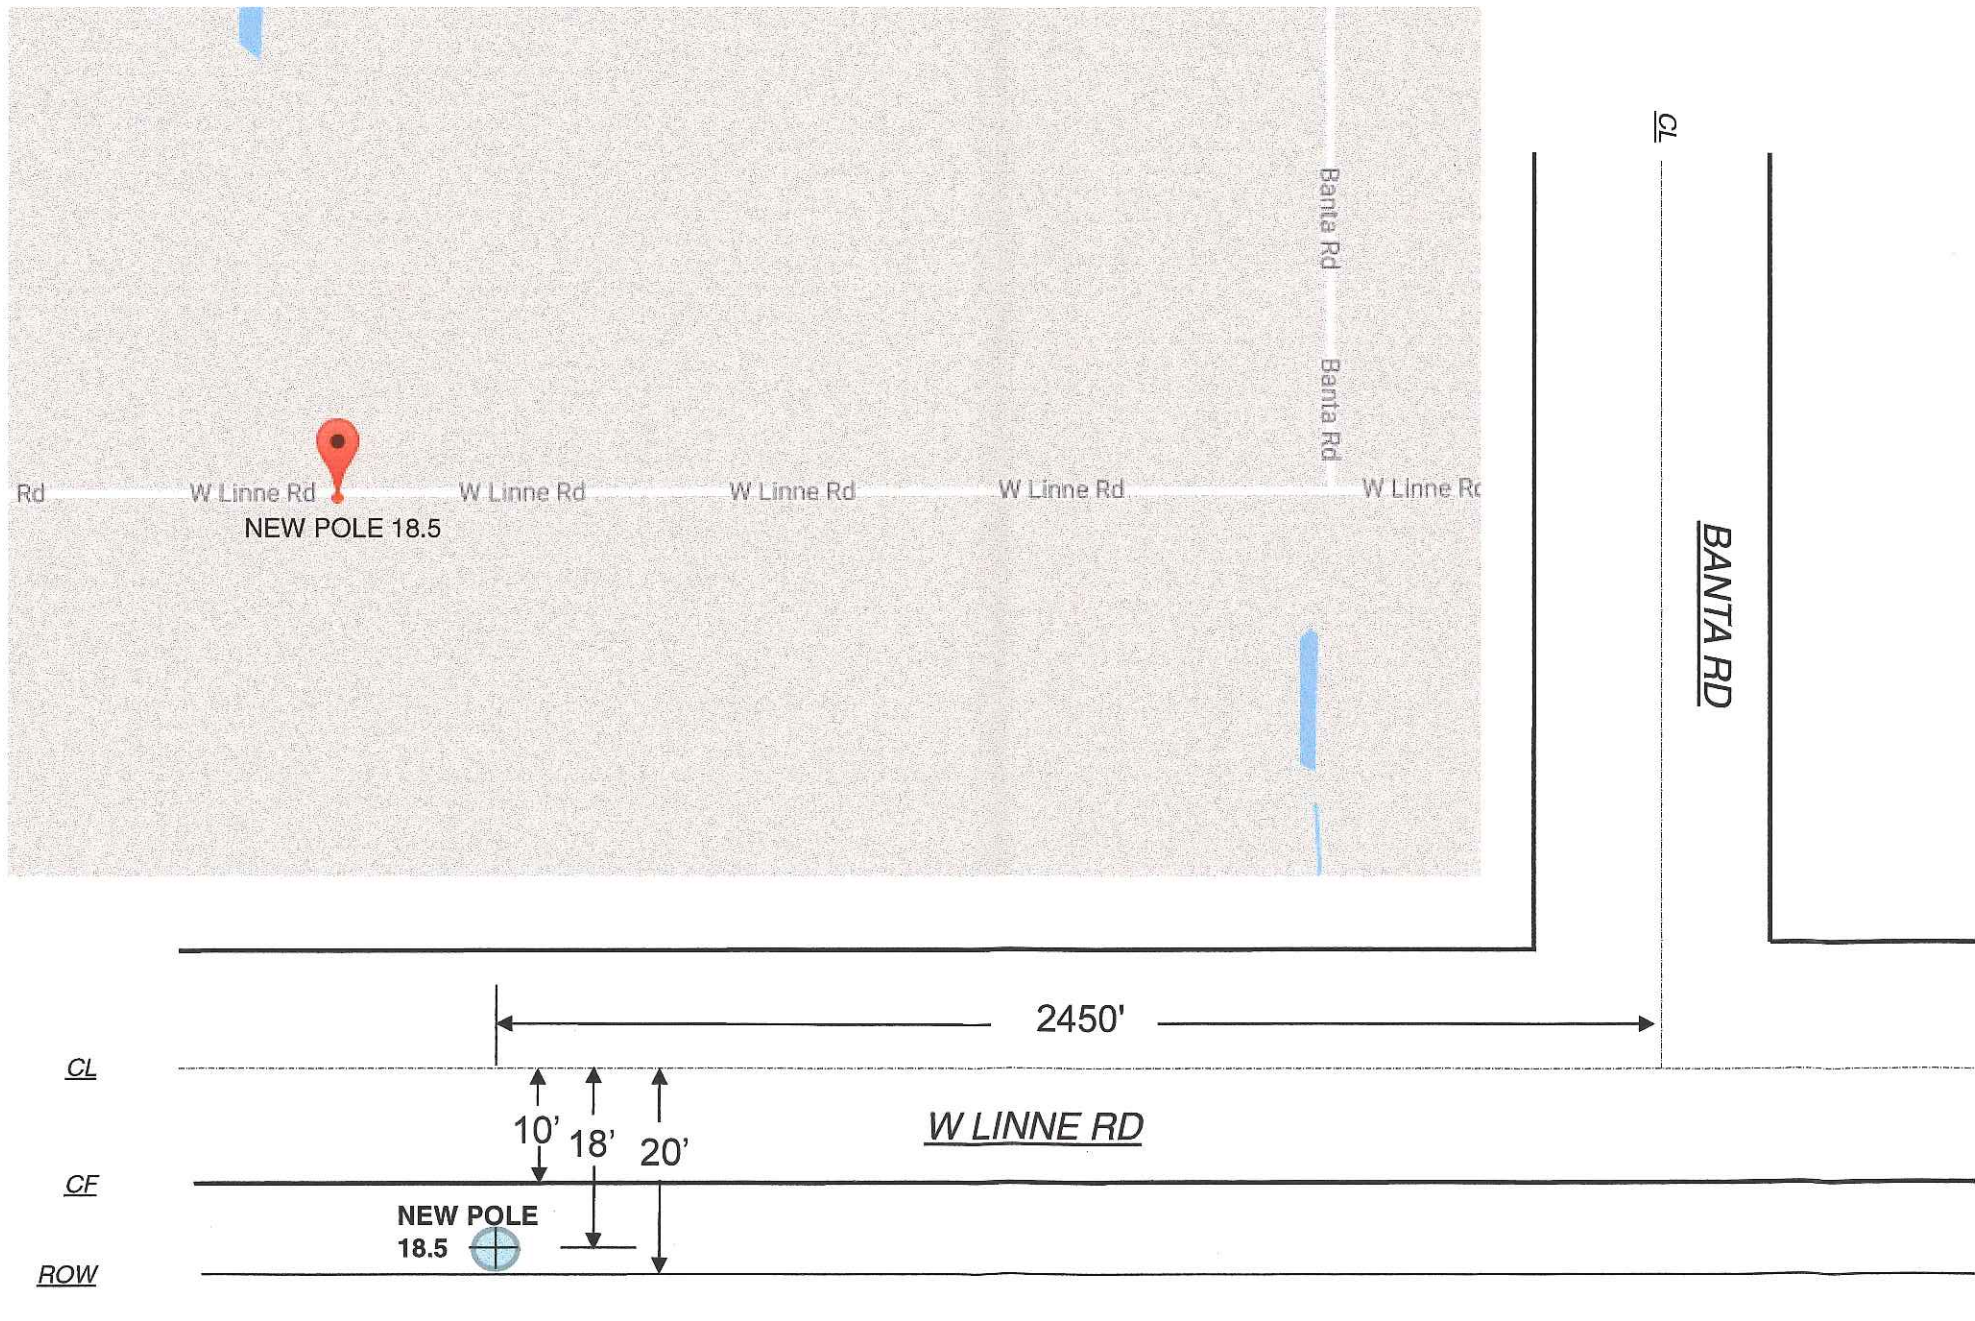 CL
Banta Rd
Banta Rd
Rd
W Linne Rd
W Linne Rd
W Linne Rd
W Linne Rd
W Linne Rd
NEW POLE 18.5
BANTA RD
2450'
CL
10'
18'
20'
W LINNE RD
CF
NEW POLE
18.5
ROW